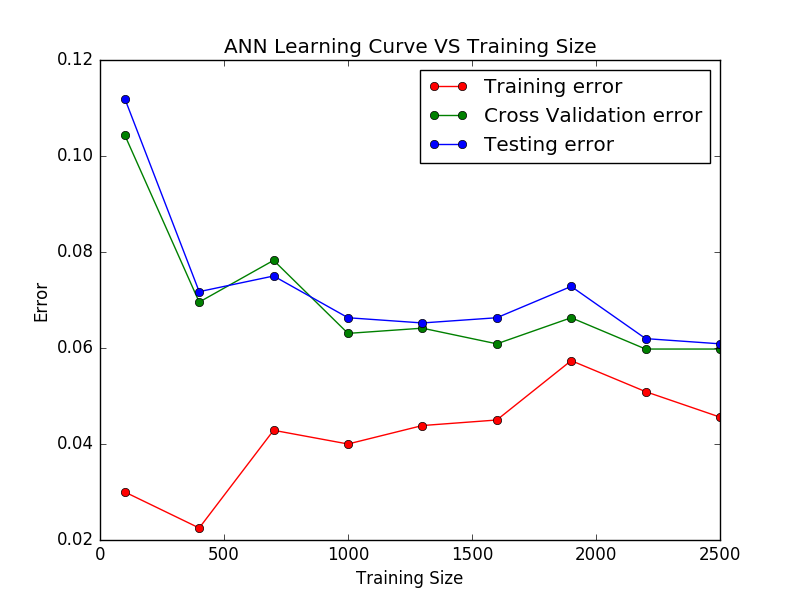 ANN Learning Curve VS Training Size
0.12
0.10
0.08
0.06
0.04
0.02
Error
Training error
Cross Validation error
Testing error
0
500
1000
1500
2000
2500
Training Size